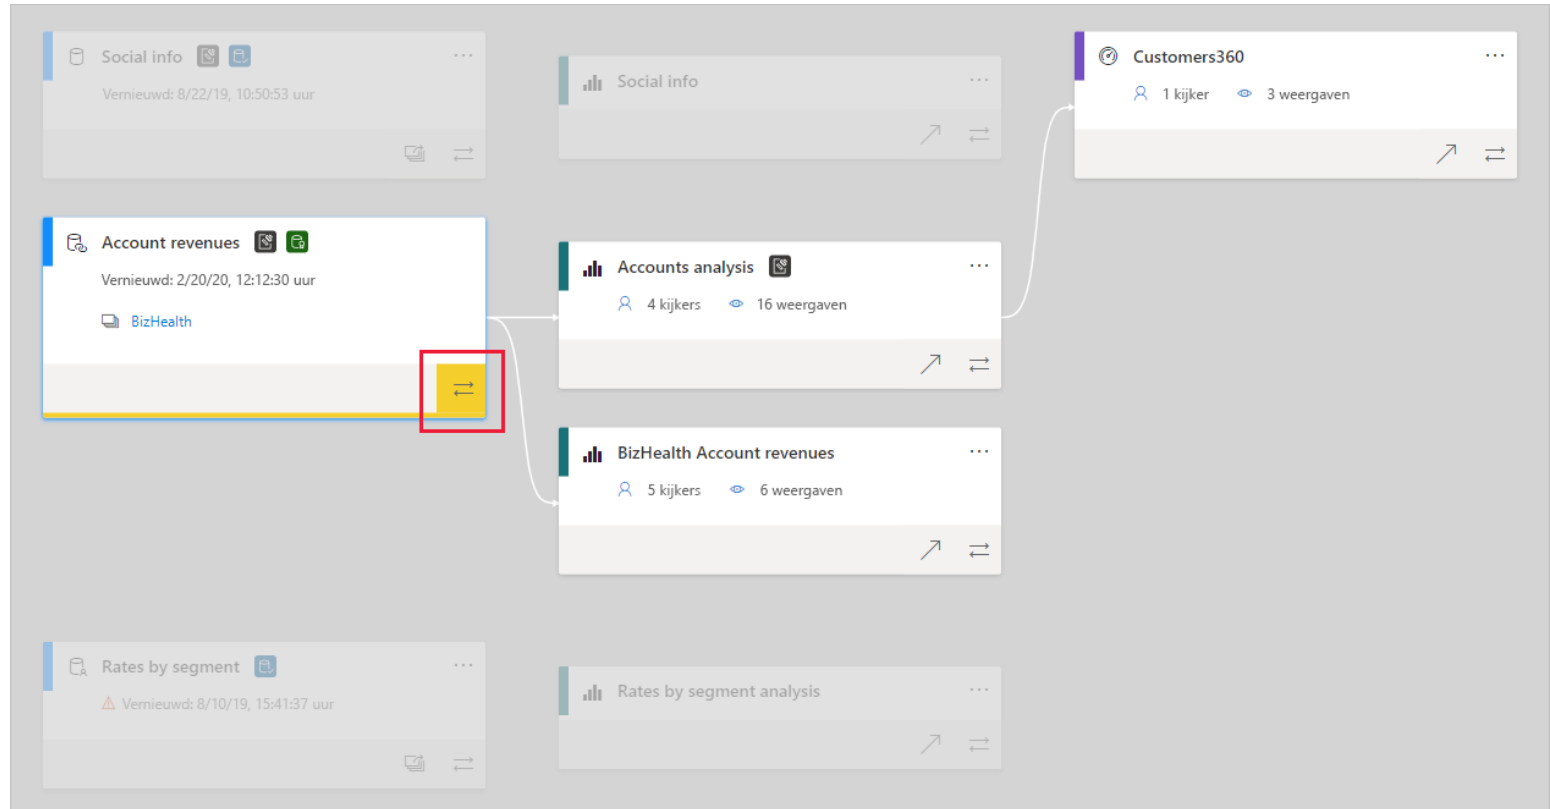 Social info
Vernieuwd: 8/22/19, 10:50:53 uur
Social info
Customers360
1 kijker 3 weergaven
Account revenues
Vernieuwd: 2/20/20, 12:12:30 uur
BizHealth
Accounts analysis
4 kijkers 16 weergaven
BizHealth Account revenues
5 kijkers 6 weergaven
Rates by segment
Vernieuwd: 8/10/19, 15:41:37 uur
Rates by segment analysis